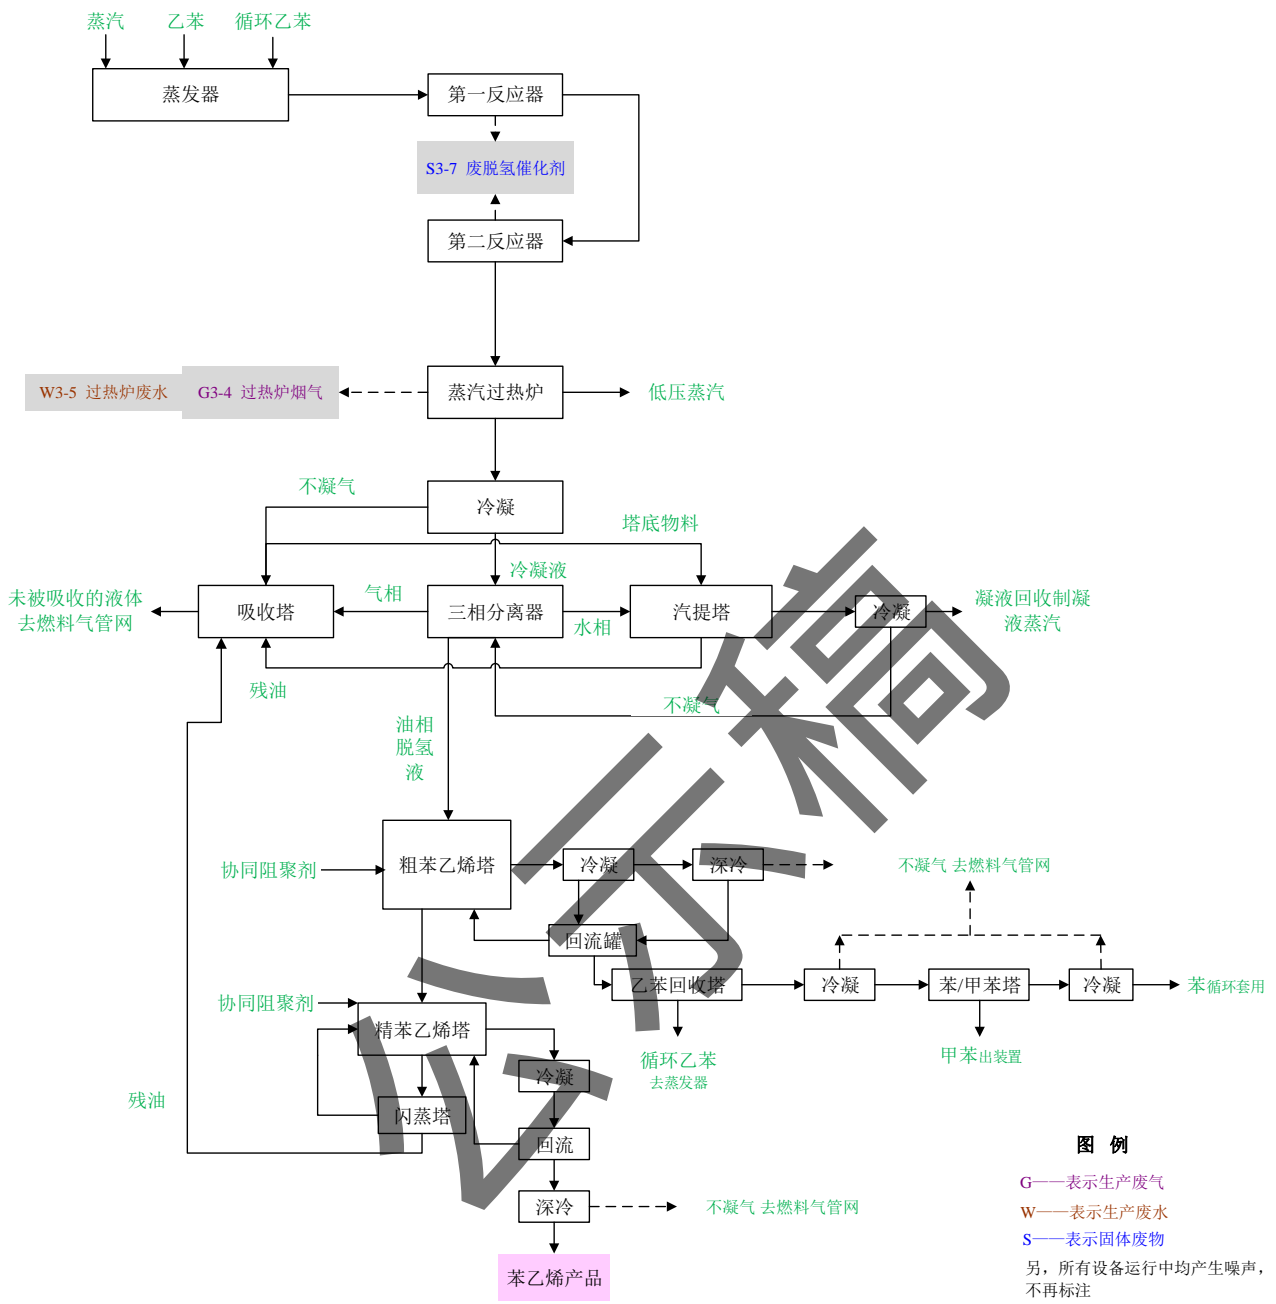 蒸汽
乙苯
循环乙苯
蒸发器
第一反应器
S3-7 废脱氢催化剂
第二反应器
W3-5 过热炉废水
G3-4 过热炉烟气
蒸汽过热炉
低压蒸汽
不凝气
冷凝
塔底物料
冷凝液
未被吸收的液体
去燃料气管网
吸收塔
气相
三相分离器
水相
汽提塔
冷凝
凝液回收制凝
液蒸汽
残油
不凝气
油相
脱氢
液
协同阻聚剂
粗苯乙烯塔
冷凝
深冷
不凝气 去燃料气管网
回流罐
乙苯回收塔
冷凝
苯/甲苯塔
冷凝
苯循环套用
协同阻聚剂
精苯乙烯塔
循环乙苯
去蒸发器
甲苯出装置
冷凝
残油
闪蒸塔
回流
深冷
不凝气 去燃料气管网
苯乙烯产品
图 例
G——表示生产废气
W——表示生产废水
S——表示固体废物
另，所有设备运行中均产生噪声，
不再标注
公示稿